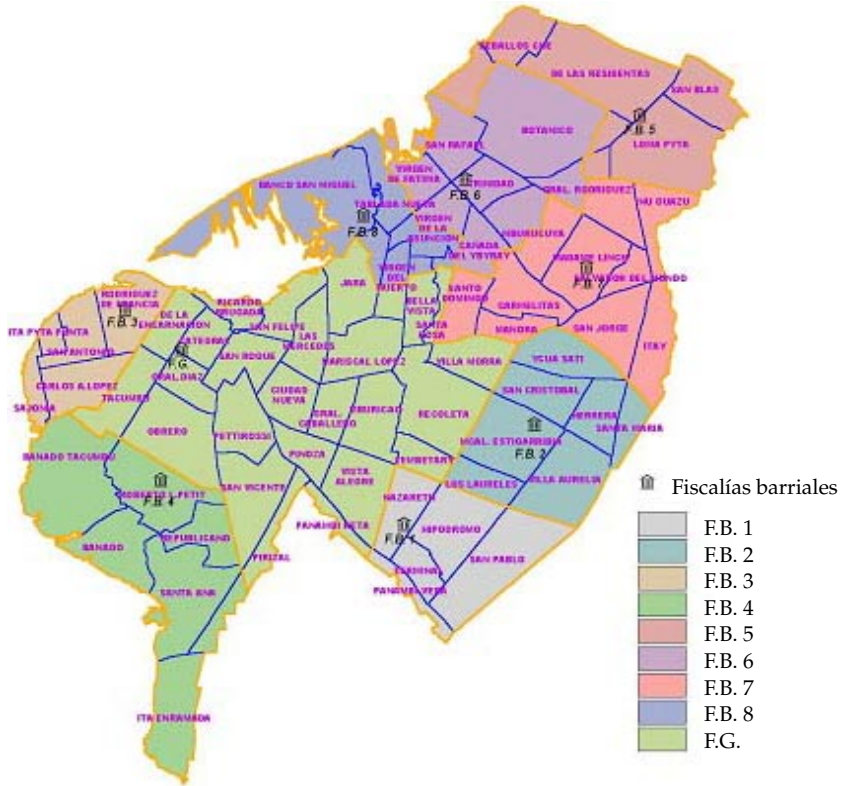 ZEBALLOS CUE
DE LAS RESIDENTAS
SAN BLAS
F.B. 5
LOMA PYTA
BOTANICO
SAN RAFAEL
VIRGEN
DE FATIMA
TRINIDAD
F.B. 6
GRAL. RODRIGUEZ
ÑU GUAZU
BANCO SAN MIGUEL
TABLADA NUEVA
F.B. 8
VIRGEN
DE LA
ASUNCION
MBURUCUYA
CAÑADA
DEL YBYRAY
MADAME LINCH
F.B. 7
SALVADOR DEL MUNDO
VIRGEN
DEL
HUERTO
JARA
BELLA
VISTA
SANTO
DOMINGO
CARMELITAS
SANTA
ROSA
MANORA
SAN JORGE
ITAY
RODRIGUEZ
DE FRANCIA
F.B. 3
ITA PYTA PUNTA
SAN ANTONIO
CARLOS A.LOPEZ
SAJONIA
DE LA
ENCARNACION
RICARDO
BRUGADA
CATEDRAL
F.G.
GRAL.DIAZ
SAN FELIPE
SAN ROQUE
LAS
MERCEDES
MARISCAL LOPEZ
VILLA MORRA
YCUA SATI
TACUMBU
CIUDAD
NUEVA
GRAL.
CABALLERO
MBURICAO
RECOLETA
SAN CRISTOBAL
HERRERA
SANTA MARIA
OBRERO
PETTIROSSI
PINOZA
MCAL. ESTIGARRIBIA
F.B. 2
BAÑADO TACUMBU
VISTA
ALEGRE
TEMBETARY
LOS LAURELES
VILLA AURELIA
ROBERTO L.PETIT
F.B. 4
SAN VICENTE
NAZARETH
F.B. 1
HIPODROMO
PANAMBI RETA
REPUBLICANO
BAÑADO
PIRIZAL
SAN PABLO
PANAMBI VERA
SANTA ANA
ITA ENRAMADA
Fiscalías barriales
F.B. 1
F.B. 2
F.B. 3
F.B. 4
F.B. 5
F.B. 6
F.B. 7
F.B. 8
F.G.